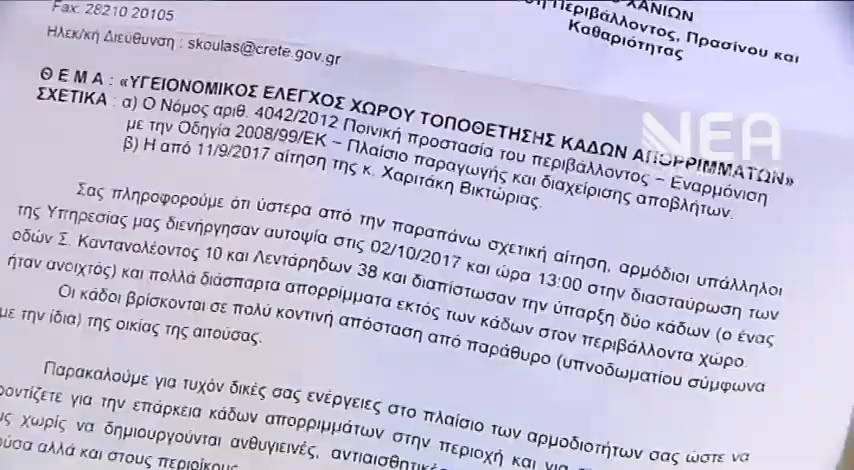 Fax: 28210 20105
Ηλεκ/κή Διεύθυνση : skoulas@crete.gov.gr
ΧΑΝΙΩΝ
Περιβάλλοντος, Πρασίνου και
Καθαριότητας
Θ Ε Μ Α : «ΥΓΕΙΟΝΟΜΙΚΟΣ ΕΛΕΓΧΟΣ ΧΩΡΟΥ ΤΟΠΟΘΕΤΗΣΗΣ ΚΑΔΩΝ ΑΠΟΡΡΙΜΜΑΤΩΝ»
ΣΧΕΤΙΚΑ : α) Ο Νόμος αριθ. 4042/2012 Ποινική προστασία του περιβάλλοντος – Εναρμόνιση
με την Οδηγία 2008/99/ΕΚ – Πλαίσιο παραγωγής και διαχείρισης αποβλήτων.
β) Η από 11/9/2017 αίτηση της κ. Χαριτάκη Βικτώριας.
ΝΕΑ
Σας πληροφορούμε ότι ύστερα από την παραπάνω σχετική αίτηση, αρμόδιοι υπάλληλοι
της Υπηρεσίας μας διενήργησαν αυτοψία στις 02/10/2017 και ώρα 13:00 στην διασταύρωση των
οδών Σ. Καντανολέοντος 10 και Λεντάρηδων 38 και διαπίστωσαν την ύπαρξη δύο κάδων (ο ένας
ήταν ανοιχτός) και πολλά διάσπαρτα απορρίμματα εκτός των κάδων στον περιβάλλοντα χώρο.
Οι κάδοι βρίσκονται σε πολύ κοντινή απόσταση από παράθυρο (υπνοδωματίου σύμφωνα
με την ίδια) της οικίας της αιτούσας.
Παρακαλούμε για τυχόν δικές σας ενέργειες στο πλαίσιο των αρμοδιοτήτων σας ώστε να
φροντίζετε για την επάρκεια κάδων απορριμμάτων στην περιοχή και για
χωρίς να δημιουργούνται ανθυγιεινές,
αλλά και στους περιοίκους